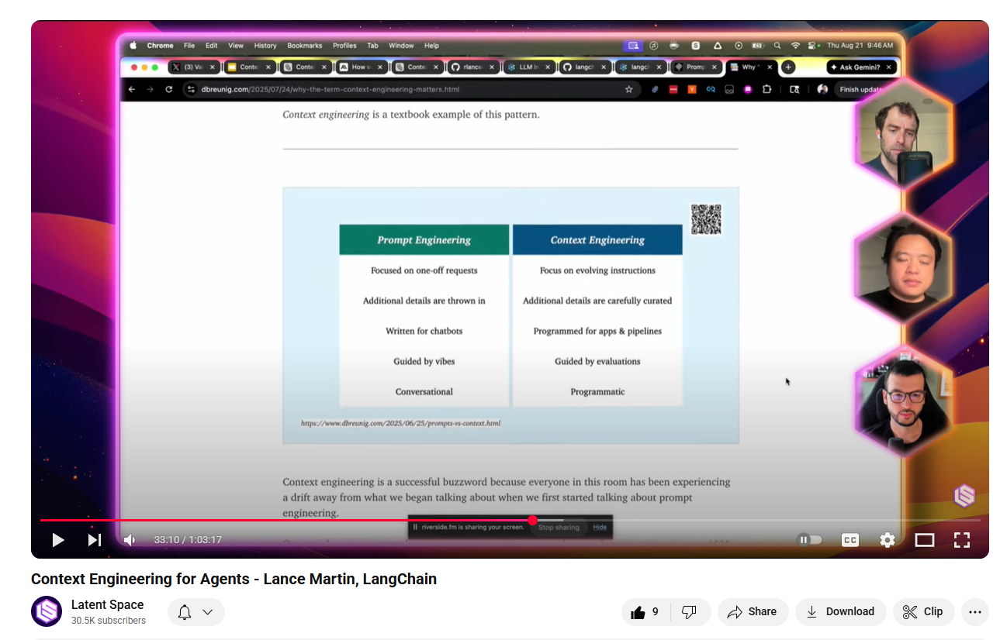 Chrome File Edit View History Bookmarks Profiles Tab Window Help
Thu Aug 21 9:46 AM
(3) Va
Conte
Conte
How w
Conte
rlance
LLM In
langcl
langcl
Promp
Why
Ask Gemini?
dbreunig.com/2025/07/24/why-the-term-context-engineering-matters.html
Finish update
Context engineering is a textbook example of this pattern.
Prompt Engineering Context Engineering
Focused on one-off requests Focus on evolving instructions
Additional details are thrown in Additional details are carefully curated
Written for chatbots Programmed for apps & pipelines
Guided by vibes Guided by evaluations
Conversational Programmatic
https://www.dbreunig.com/2025/06/25/prompts-vs-context.html
Context engineering is a successful buzzword because everyone in this room has been experiencing
a drift away from what we began talking about when we first started talking about prompt
engineering.
riverside.fm is sharing your screen. Stop sharing Hide
33:10 / 1:03:17
CC
Context Engineering for Agents - Lance Martin, LangChain
Latent Space
30.5K subscribers
9
Share
Download
Clip